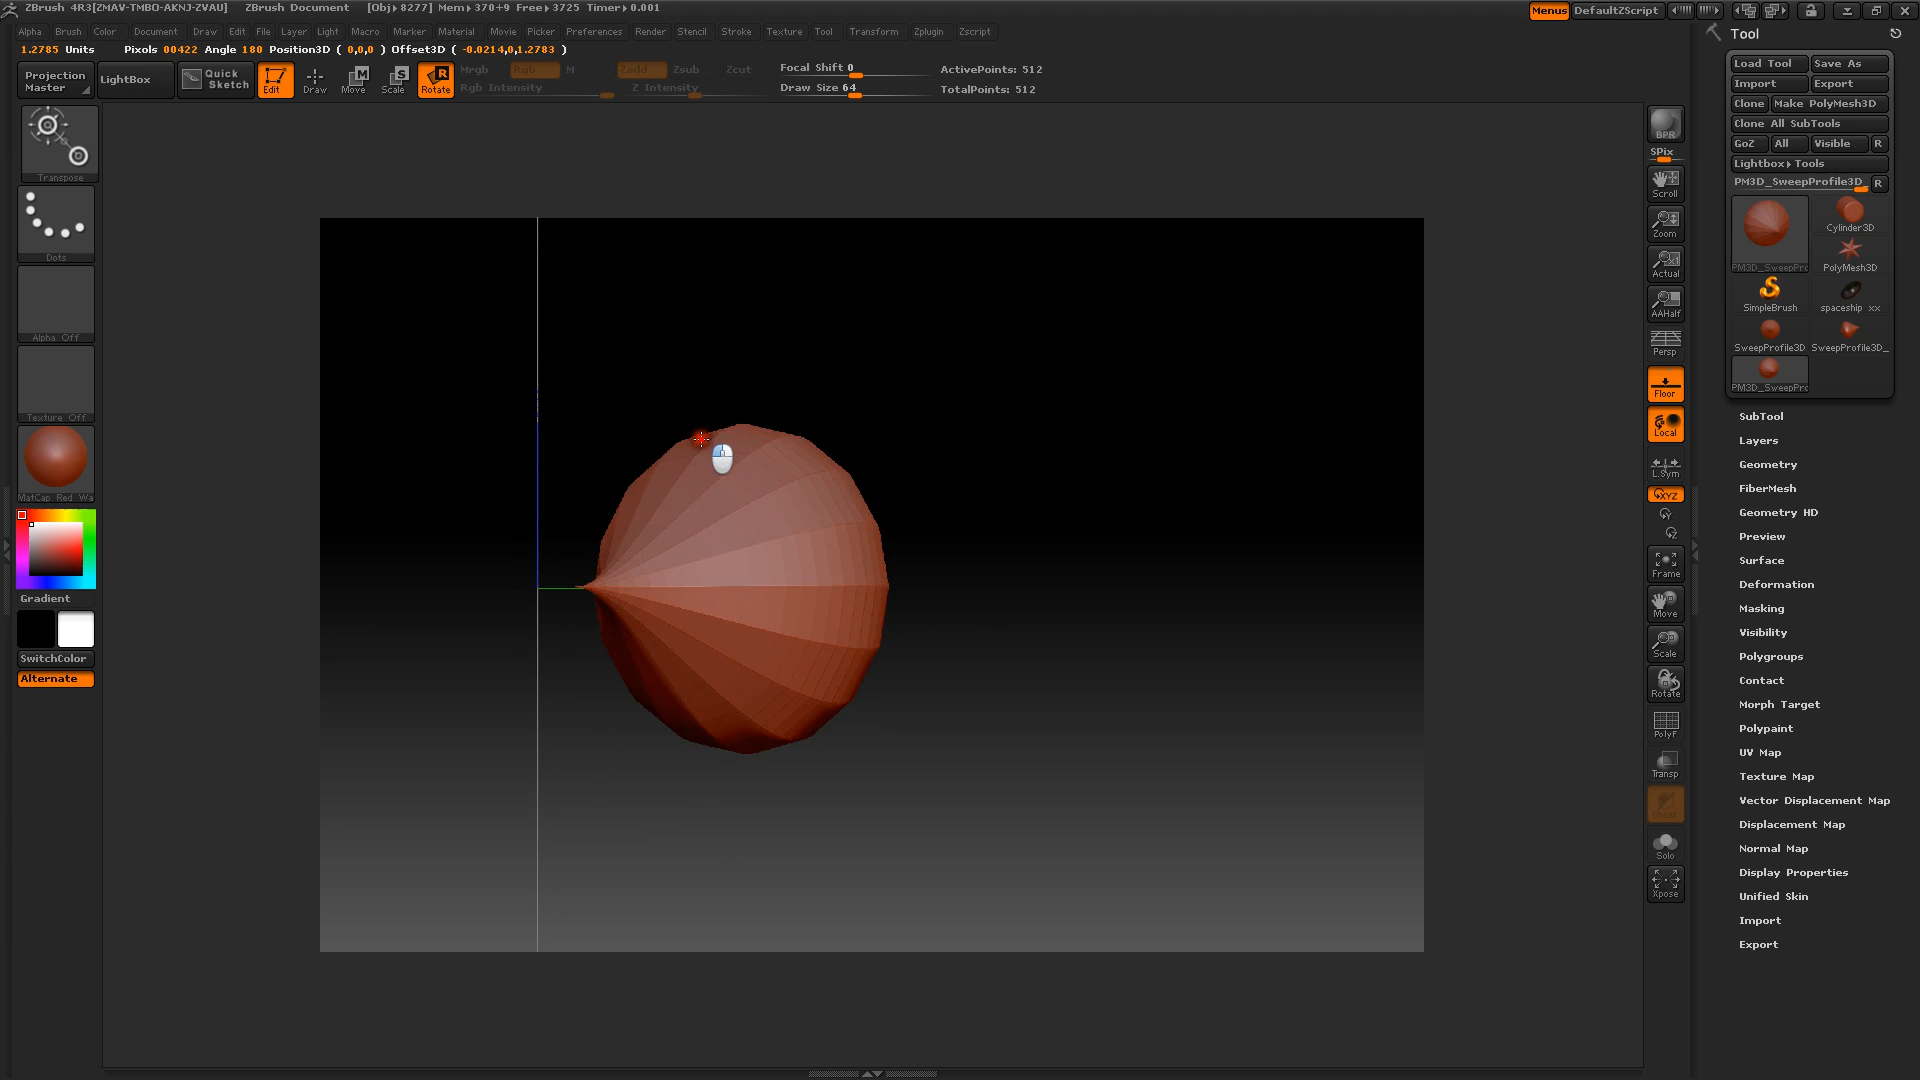 ZBrush 4R3[ZMAV-TMBO-AKNJ-ZVAU] ZBrush Document [Obj▸8277] Mem▸370+9 Free▸3725 Timer▸0.001 Menus DefaultZScript
Alpha Brush Color Document Draw Edit File Layer Light Macro Marker Material Movie Picker Preferences Render Stencil Stroke Texture Tool Transform Zplugin Zscript
1.2785 Units Pixols 00422 Angle 180 Position3D ( 0,0,0 ) Offset3D ( -0.0214,0,1.2783 )
Projection Master
LightBox
Quick Sketch
Edit
Draw
Move
Scale
Rotate
Mrgb Rgb M
Rgb Intensity
Zadd Zsub Zcut
Z Intensity
Focal Shift 0
Draw Size 64
ActivePoints: 512
TotalPoints: 512
Transpose
Dots
Alpha Off
Texture Off
MatCap Red Wa
Gradient
SwitchColor
Alternate
BPR
SPix
Scroll
Zoom
Actual
AAHalf
Persp
Floor
Local
L.Sym
XYZ
Y
Z
Frame
Move
Scale
Rotate
PolyF
Transp
Solo
Xpose
Tool
Load Tool Save As
Import Export
Clone Make PolyMesh3D
Clone All SubTools
GoZ All Visible R
Lightbox▸Tools
PM3D_SweepProfile3D_ R
PM3D_SweepPro
Cylinder3D
PolyMesh3D
SimpleBrush
spaceship xx
SweepProfile3D
SweepProfile3D_
PM3D_SweepPro
SubTool
Layers
Geometry
FiberMesh
Geometry HD
Preview
Surface
Deformation
Masking
Visibility
Polygroups
Contact
Morph Target
Polypaint
UV Map
Texture Map
Vector Displacement Map
Displacement Map
Normal Map
Display Properties
Unified Skin
Import
Export